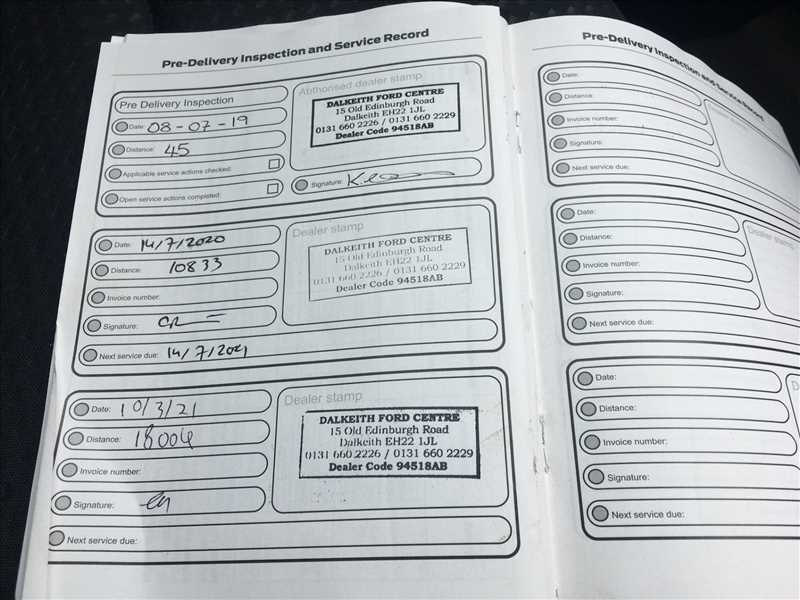 Pre-Delivery Inspection and Service Record
Pre Delivery Inspection
Date: 08-07-19
Distance: 45
Applicable service actions checked:
Open service actions completed:
Authorised dealer stamp
DALKEITH FORD CENTRE
15 Old Edinburgh Road
Dalkeith EH22 1JL
0131 660 2226 / 0131 660 2229
Dealer Code 94518AB
Signature:
Date: 14/7/2020
Distance: 10833
Invoice number:
Signature:
Next service due: 14/7/2021
Dealer stamp
DALKEITH FORD CENTRE
15 Old Edinburgh Road
Dalkeith EH22 1JL
0131 660 2226 / 0131 660 2229
Dealer Code 94518AB
Date: 10/3/21
Distance: 18004
Invoice number:
Signature:
Next service due:
Dealer stamp
DALKEITH FORD CENTRE
15 Old Edinburgh Road
Dalkeith EH22 1JL
0131 660 2226 / 0131 660 2229
Dealer Code 94518AB
Pre-Delivery Inspection and Service Record
Date:
Distance:
Invoice number:
Signature:
Next service due:
Date:
Distance:
Invoice number:
Signature:
Next service due:
Dealer stamp
Date:
Distance:
Invoice number:
Signature:
Next service due: